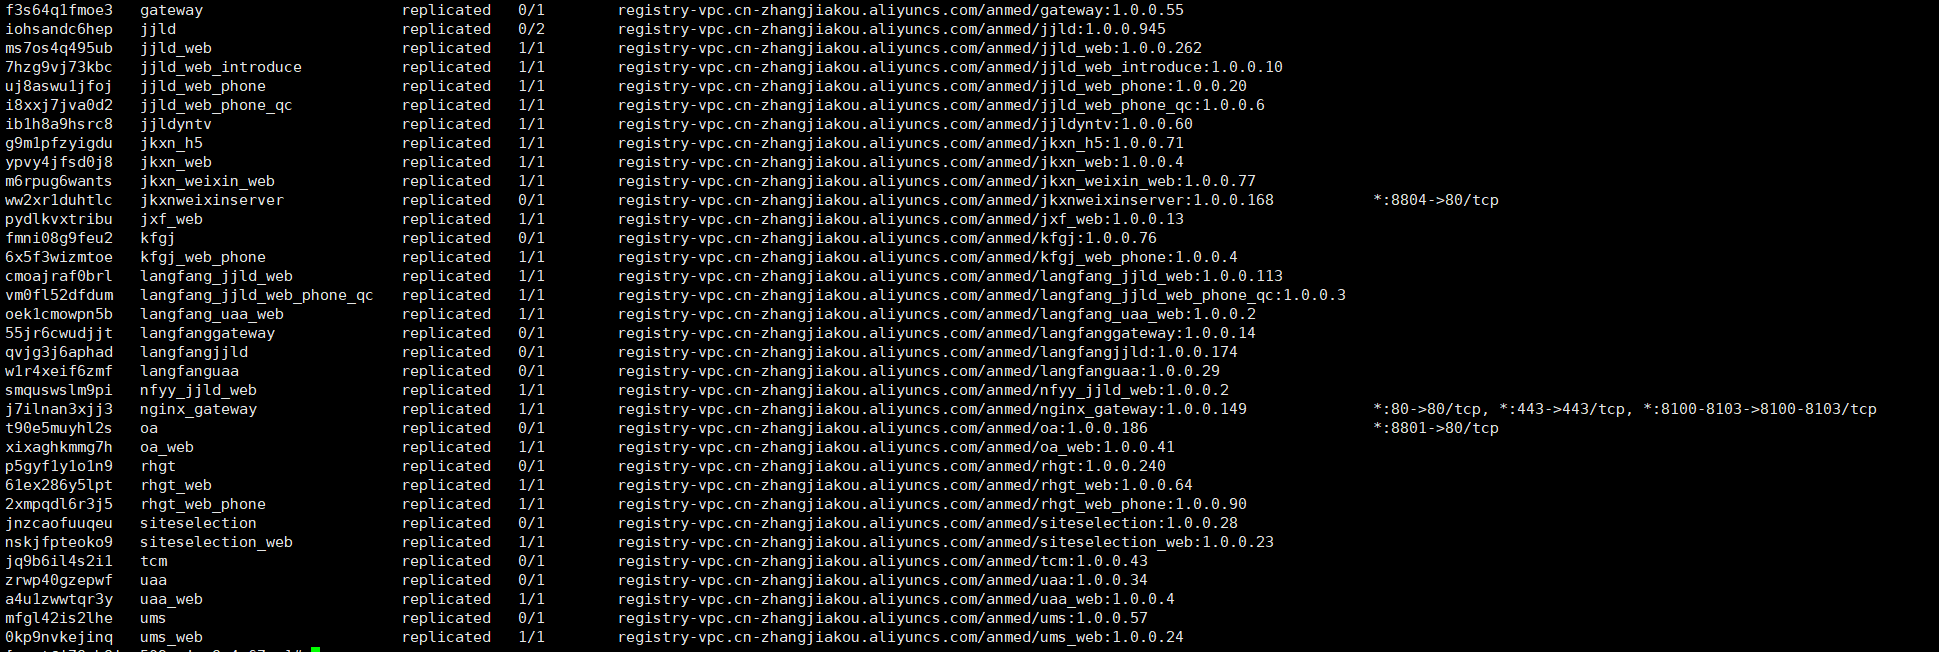 f3s64q1fmoe3 gateway replicated 0/1 registry-vpc.cn-zhangjiakou.aliyuncs.com/anmed/gateway:1.0.0.55
iohsandc6hep jjld replicated 0/2 registry-vpc.cn-zhangjiakou.aliyuncs.com/anmed/jjld:1.0.0.945
ms7os4q495ub jjld_web replicated 1/1 registry-vpc.cn-zhangjiakou.aliyuncs.com/anmed/jjld_web:1.0.0.262
7hzg9vj73kbc jjld_web_introduce replicated 1/1 registry-vpc.cn-zhangjiakou.aliyuncs.com/anmed/jjld_web_introduce:1.0.0.10
uj8aswu1jfoj jjld_web_phone replicated 1/1 registry-vpc.cn-zhangjiakou.aliyuncs.com/anmed/jjld_web_phone:1.0.0.20
i8xxj7jva0d2 jjld_web_phone_qc replicated 1/1 registry-vpc.cn-zhangjiakou.aliyuncs.com/anmed/jjld_web_phone_qc:1.0.0.6
ib1h8a9hsrc8 jjldyntv replicated 1/1 registry-vpc.cn-zhangjiakou.aliyuncs.com/anmed/jjldyntv:1.0.0.60
g9m1pfzyigdu jkxn_h5 replicated 1/1 registry-vpc.cn-zhangjiakou.aliyuncs.com/anmed/jkxn_h5:1.0.0.71
ypvy4jfsd0j8 jkxn_web replicated 1/1 registry-vpc.cn-zhangjiakou.aliyuncs.com/anmed/jkxn_web:1.0.0.4
m6rpug6wants jkxn_weixin_web replicated 1/1 registry-vpc.cn-zhangjiakou.aliyuncs.com/anmed/jkxn_weixin_web:1.0.0.77
ww2xr1duhtlc jkxnweixinserver replicated 0/1 registry-vpc.cn-zhangjiakou.aliyuncs.com/anmed/jkxnweixinserver:1.0.0.168 *:8804->80/tcp
pydlkvxtribu jxf_web replicated 1/1 registry-vpc.cn-zhangjiakou.aliyuncs.com/anmed/jxf_web:1.0.0.13
fmni08g9feu2 kfgj replicated 0/1 registry-vpc.cn-zhangjiakou.aliyuncs.com/anmed/kfgj:1.0.0.76
6x5f3wizmtoe kfgj_web_phone replicated 1/1 registry-vpc.cn-zhangjiakou.aliyuncs.com/anmed/kfgj_web_phone:1.0.0.4
cmoajraf0brl langfang_jjld_web replicated 1/1 registry-vpc.cn-zhangjiakou.aliyuncs.com/anmed/langfang_jjld_web:1.0.0.113
vm0fl52dfdum langfang_jjld_web_phone_qc replicated 1/1 registry-vpc.cn-zhangjiakou.aliyuncs.com/anmed/langfang_jjld_web_phone_qc:1.0.0.3
oek1cmowpn5b langfang_uaa_web replicated 1/1 registry-vpc.cn-zhangjiakou.aliyuncs.com/anmed/langfang_uaa_web:1.0.0.2
55jr6cwudjjt langfanggateway replicated 0/1 registry-vpc.cn-zhangjiakou.aliyuncs.com/anmed/langfanggateway:1.0.0.14
qvjg3j6aphad langfangjjld replicated 0/1 registry-vpc.cn-zhangjiakou.aliyuncs.com/anmed/langfangjjld:1.0.0.174
w1r4xeif6zmf langfanguaa replicated 0/1 registry-vpc.cn-zhangjiakou.aliyuncs.com/anmed/langfanguaa:1.0.0.29
smquswslm9pi nfyy_jjld_web replicated 1/1 registry-vpc.cn-zhangjiakou.aliyuncs.com/anmed/nfyy_jjld_web:1.0.0.2
j7ilnan3xjj3 nginx_gateway replicated 1/1 registry-vpc.cn-zhangjiakou.aliyuncs.com/anmed/nginx_gateway:1.0.0.149 *:80->80/tcp, *:443->443/tcp, *:8100-8103->8100-8103/tcp
t90e5muyhl2s oa replicated 0/1 registry-vpc.cn-zhangjiakou.aliyuncs.com/anmed/oa:1.0.0.186 *:8801->80/tcp
xixaghkmmg7h oa_web replicated 1/1 registry-vpc.cn-zhangjiakou.aliyuncs.com/anmed/oa_web:1.0.0.41
p5gyf1y1o1n9 rhgt replicated 0/1 registry-vpc.cn-zhangjiakou.aliyuncs.com/anmed/rhgt:1.0.0.240
61ex286y5lpt rhgt_web replicated 1/1 registry-vpc.cn-zhangjiakou.aliyuncs.com/anmed/rhgt_web:1.0.0.64
2xmpqdl6r3j5 rhgt_web_phone replicated 1/1 registry-vpc.cn-zhangjiakou.aliyuncs.com/anmed/rhgt_web_phone:1.0.0.90
jnzcaofuuqeu siteselection replicated 0/1 registry-vpc.cn-zhangjiakou.aliyuncs.com/anmed/siteselection:1.0.0.28
nskjfpteoko9 siteselection_web replicated 1/1 registry-vpc.cn-zhangjiakou.aliyuncs.com/anmed/siteselection_web:1.0.0.23
jq9b6il4s2i1 tcm replicated 0/1 registry-vpc.cn-zhangjiakou.aliyuncs.com/anmed/tcm:1.0.0.43
zrwp40gzepwf uaa replicated 0/1 registry-vpc.cn-zhangjiakou.aliyuncs.com/anmed/uaa:1.0.0.34
a4u1zwwtqr3y uaa_web replicated 1/1 registry-vpc.cn-zhangjiakou.aliyuncs.com/anmed/uaa_web:1.0.0.4
mfgl42is2lhe ums replicated 0/1 registry-vpc.cn-zhangjiakou.aliyuncs.com/anmed/ums:1.0.0.57
0kp9nvkejinq ums_web replicated 1/1 registry-vpc.cn-zhangjiakou.aliyuncs.com/anmed/ums_web:1.0.0.24